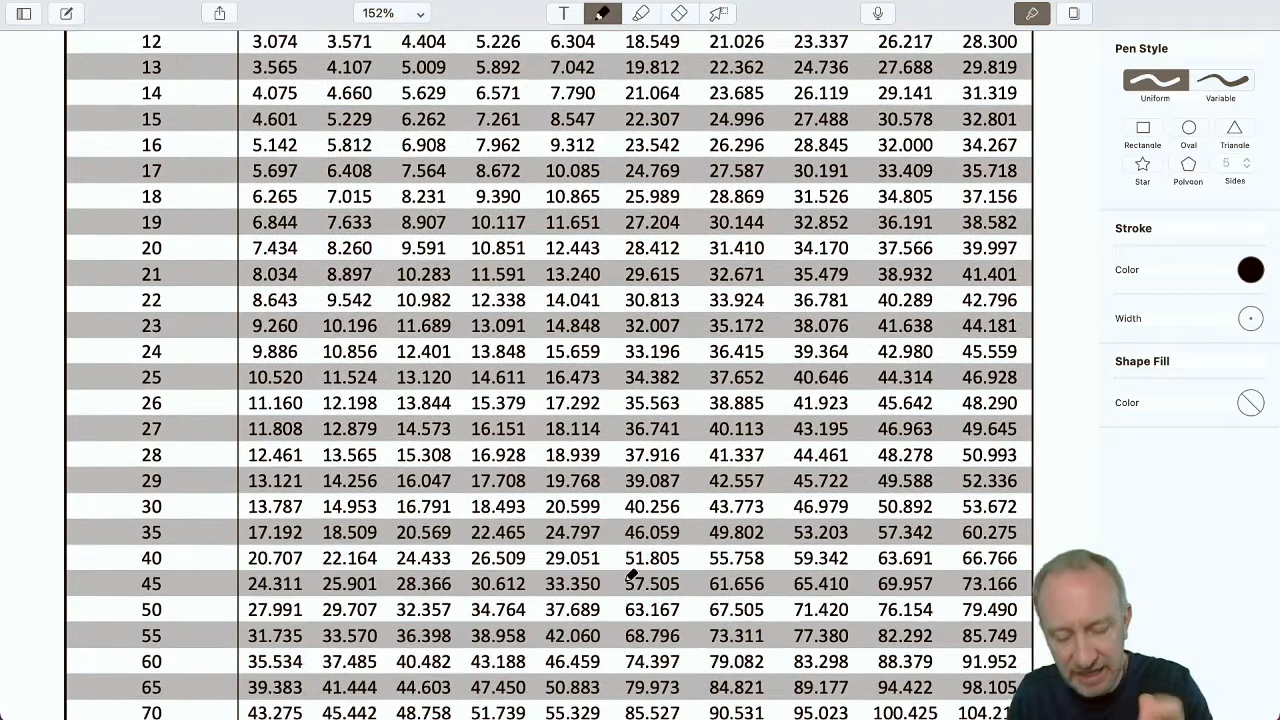 T
152%
12 3.074 3.571 4.404 5.226 6.304 18.549 21.026 23.337 26.217 28.300
13 3.565 4.107 5.009 5.892 7.042 19.812 22.362 24.736 27.688 29.819
14 4.075 4.660 5.629 6.571 7.790 21.064 23.685 26.119 29.141 31.319
15 4.601 5.229 6.262 7.261 8.547 22.307 24.996 27.488 30.578 32.801
16 5.142 5.812 6.908 7.962 9.312 23.542 26.296 28.845 32.000 34.267
17 5.697 6.408 7.564 8.672 10.085 24.769 27.587 30.191 33.409 35.718
18 6.265 7.015 8.231 9.390 10.865 25.989 28.869 31.526 34.805 37.156
19 6.844 7.633 8.907 10.117 11.651 27.204 30.144 32.852 36.191 38.582
20 7.434 8.260 9.591 10.851 12.443 28.412 31.410 34.170 37.566 39.997
21 8.034 8.897 10.283 11.591 13.240 29.615 32.671 35.479 38.932 41.401
22 8.643 9.542 10.982 12.338 14.041 30.813 33.924 36.781 40.289 42.796
23 9.260 10.196 11.689 13.091 14.848 32.007 35.172 38.076 41.638 44.181
24 9.886 10.856 12.401 13.848 15.659 33.196 36.415 39.364 42.980 45.559
25 10.520 11.524 13.120 14.611 16.473 34.382 37.652 40.646 44.314 46.928
26 11.160 12.198 13.844 15.379 17.292 35.563 38.885 41.923 45.642 48.290
27 11.808 12.879 14.573 16.151 18.114 36.741 40.113 43.195 46.963 49.645
28 12.461 13.565 15.308 16.928 18.939 37.916 41.337 44.461 48.278 50.993
29 13.121 14.256 16.047 17.708 19.768 39.087 42.557 45.722 49.588 52.336
30 13.787 14.953 16.791 18.493 20.599 40.256 43.773 46.979 50.892 53.672
35 17.192 18.509 20.569 22.465 24.797 46.059 49.802 53.203 57.342 60.275
40 20.707 22.164 24.433 26.509 29.051 51.805 55.758 59.342 63.691 66.766
45 24.311 25.901 28.366 30.612 33.350 57.505 61.656 65.410 69.957 73.166
50 27.991 29.707 32.357 34.764 37.689 63.167 67.505 71.420 76.154 79.490
55 31.735 33.570 36.398 38.958 42.060 68.796 73.311 77.380 82.292 85.749
60 35.534 37.485 40.482 43.188 46.459 74.397 79.082 83.298 88.379 91.952
65 39.383 41.444 44.603 47.450 50.883 79.973 84.821 89.177 94.422 98.105
70 43.275 45.442 48.758 51.739 55.329 85.527 90.531 95.023 100.425
Pen Style
Uniform Variable
Rectangle Oval Triangle
5
Star Polygon Sides
Stroke
Color
Width
Shape Fill
Color